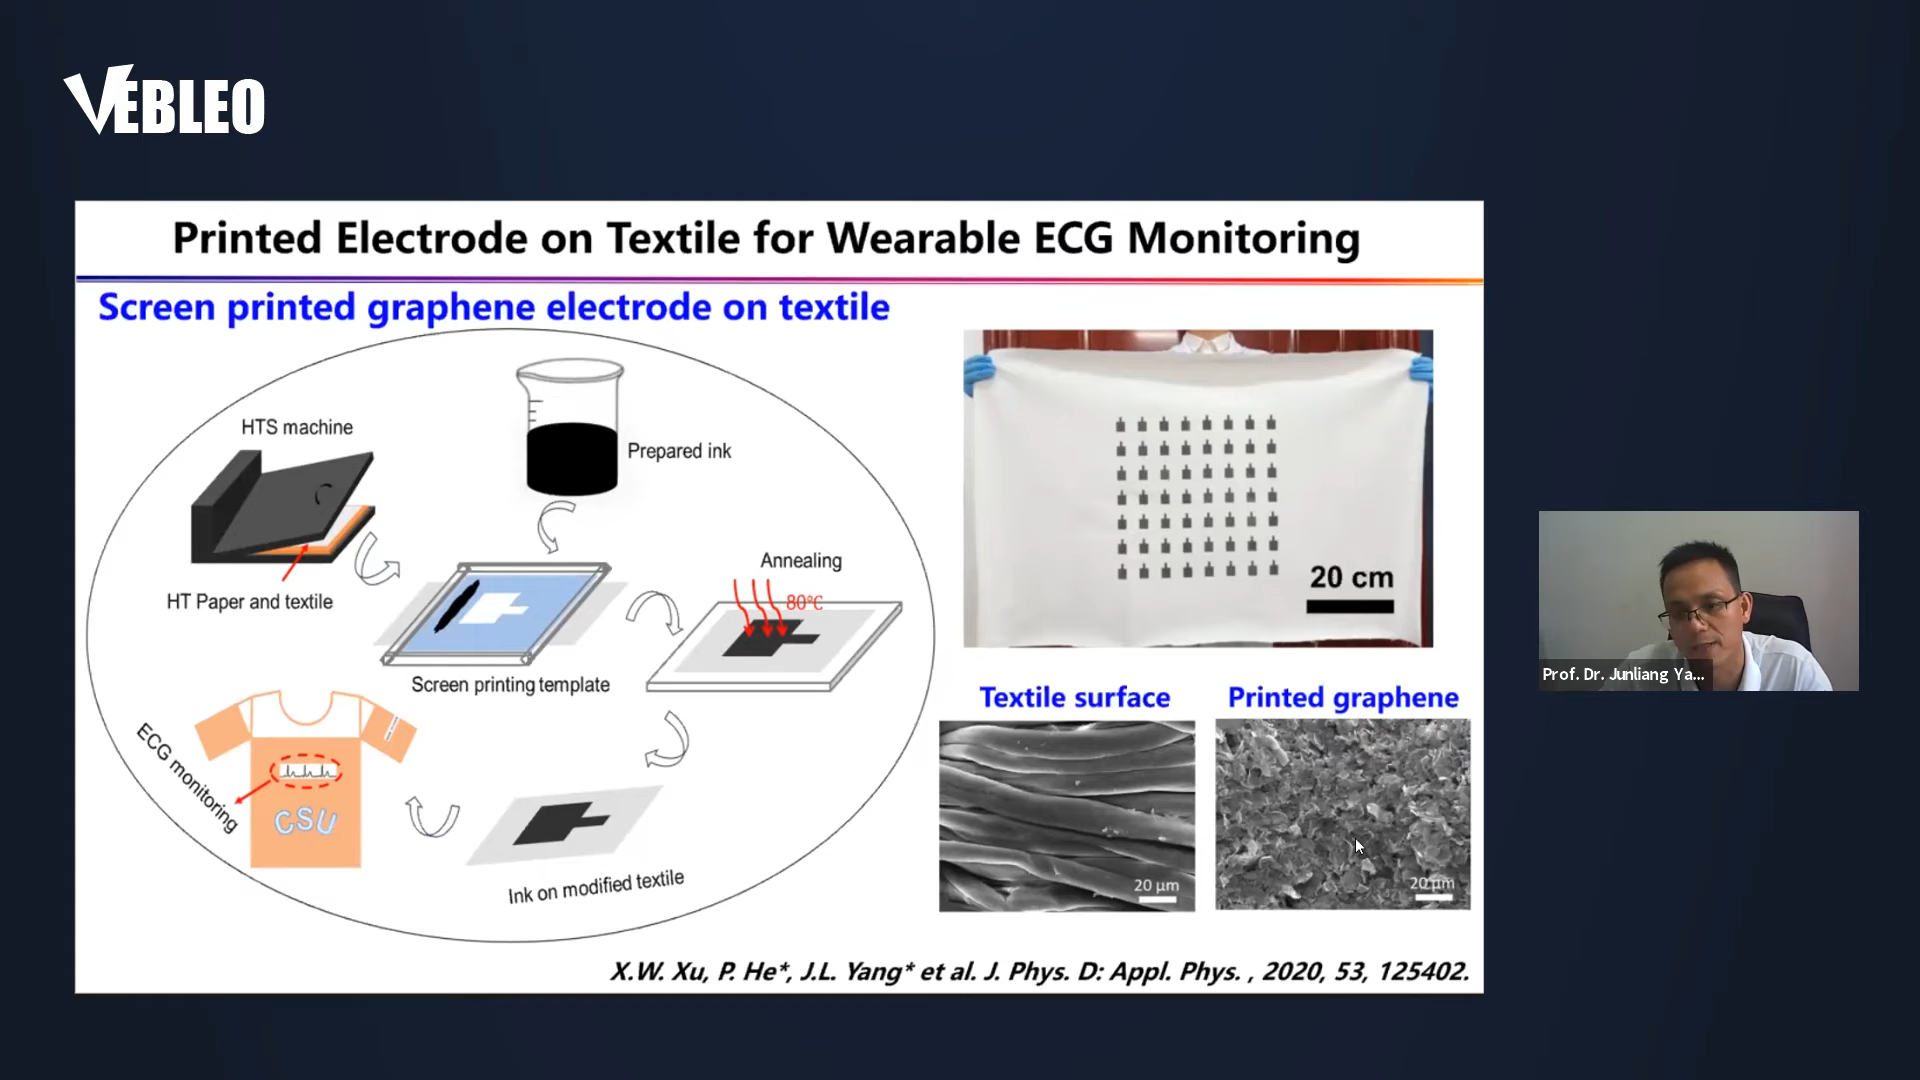 VEBLEO
Printed Electrode on Textile for Wearable ECG Monitoring
Screen printed graphene electrode on textile
HTS machine
Prepared ink
HT Paper and textile
Annealing
80℃
Screen printing template
ECG monitoring
CSU
Ink on modified textile
20 cm
Textile surface
Printed graphene
20 μm
20 μm
X.W. Xu, P. He*, J.L. Yang* et al. J. Phys. D: Appl. Phys. , 2020, 53, 125402.
Prof. Dr. Junliang Ya...